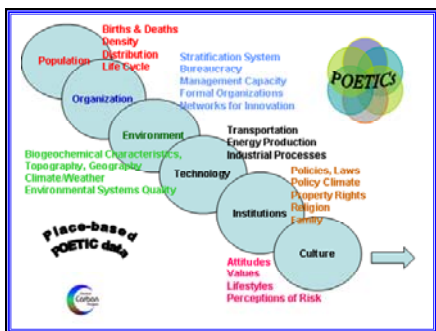 Births & Deaths
Density
Distribution
Life Cycle
Population
Stratification System
Bureaucracy
Management Capacity
Formal Organizations
Networks for Innovation
POETICs
Organization
Environment
Transportation
Energy Production
Industrial Processes
Biogeochemical Characteristics,
Topography, Geography
Climate/Weather
Environmental Systems Quality
Technology
Policies, Laws
Policy Climate
Property Rights
Religion
Family
Institutions
Place-based
POETIC data
Attitudes
Values
Lifestyles
Perceptions of Risk
Culture
Carbon